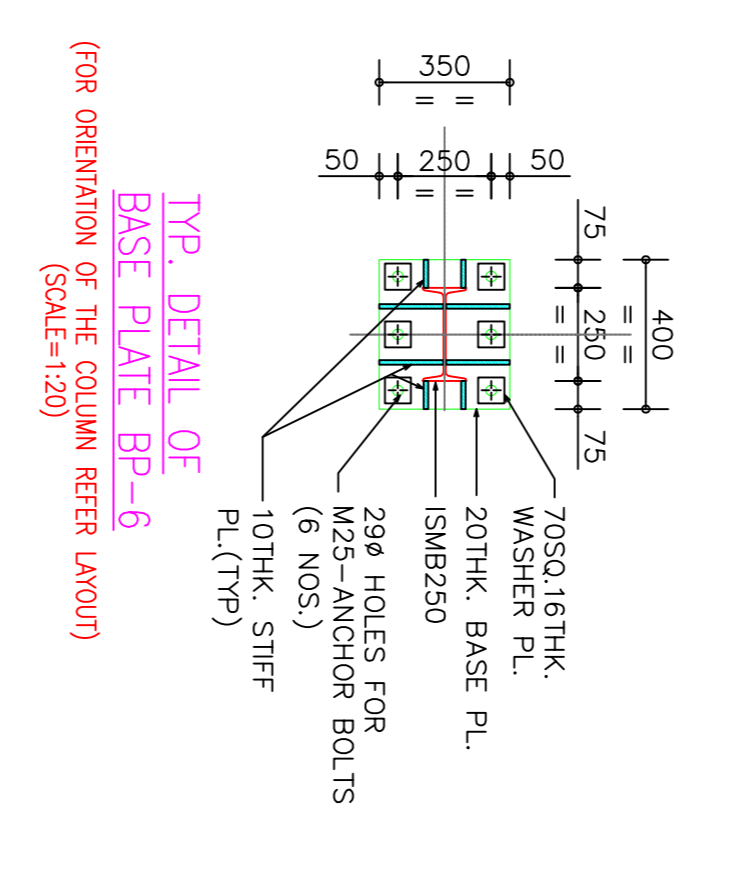 350
= =
50 250 50
= =
75
250
= =
75
400
= =
70SQ.16THK.
WASHER PL.
20THK. BASE PL.
ISMB250
29ø HOLES FOR
M25-ANCHOR BOLTS
(6 NOS.)
10THK. STIFF
PL.(TYP)
TYP. DETAIL OF
BASE PLATE BP-6
(FOR ORIENTATION OF THE COLUMN REFER LAYOUT)
(SCALE=1:20)